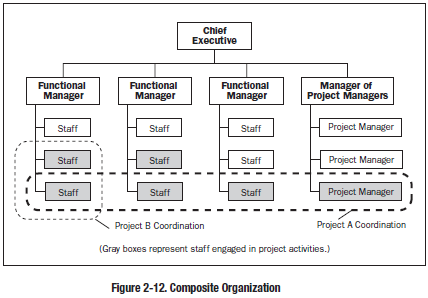 Chief
Executive
Functional
Manager
Functional
Manager
Functional
Manager
Manager of
Project Managers
Staff
Staff
Staff
Project Manager
Staff
Staff
Staff
Project Manager
Staff
Staff
Staff
Project Manager
Project B Coordination
Project A Coordination
(Gray boxes represent staff engaged in project activities.)
Figure 2-12. Composite Organization